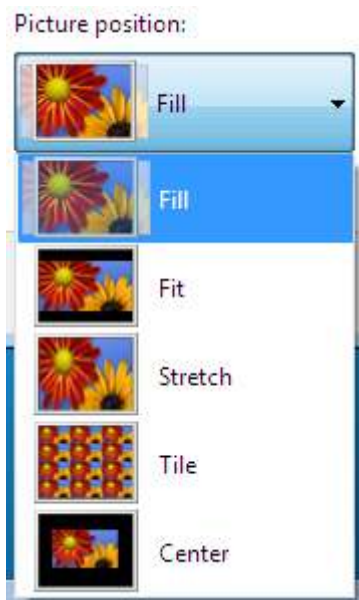 Picture position:
Fill
Fill
Fit
Stretch
Tile
Center